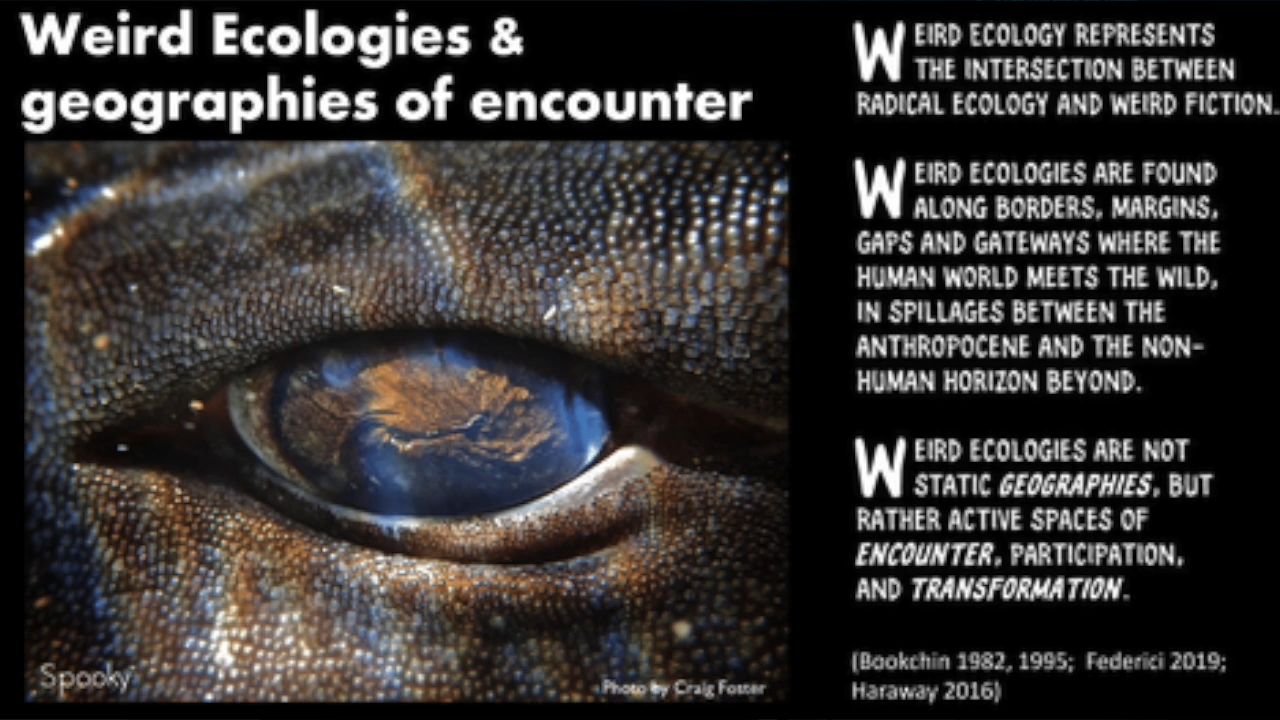 Weird Ecologies &
geographies of encounter
WEIRD ECOLOGY REPRESENTS
THE INTERSECTION BETWEEN
RADICAL ECOLOGY AND WEIRD FICTION.
WEIRD ECOLOGIES ARE FOUND
ALONG BORDERS, MARGINS,
GAPS AND GATEWAYS WHERE THE
HUMAN WORLD MEETS THE WILD,
IN SPILLAGES BETWEEN THE
ANTHROPOCENE AND THE NON-
HUMAN HORIZON BEYOND.
WEIRD ECOLOGIES ARE NOT
STATIC GEOGRAPHIES, BUT
RATHER ACTIVE SPACES OF
ENCOUNTER, PARTICIPATION,
AND TRANSFORMATION.
(Bookchin 1982, 1995; Federici 2019;
Haraway 2016)
Spooky
Photo by Craig Foster